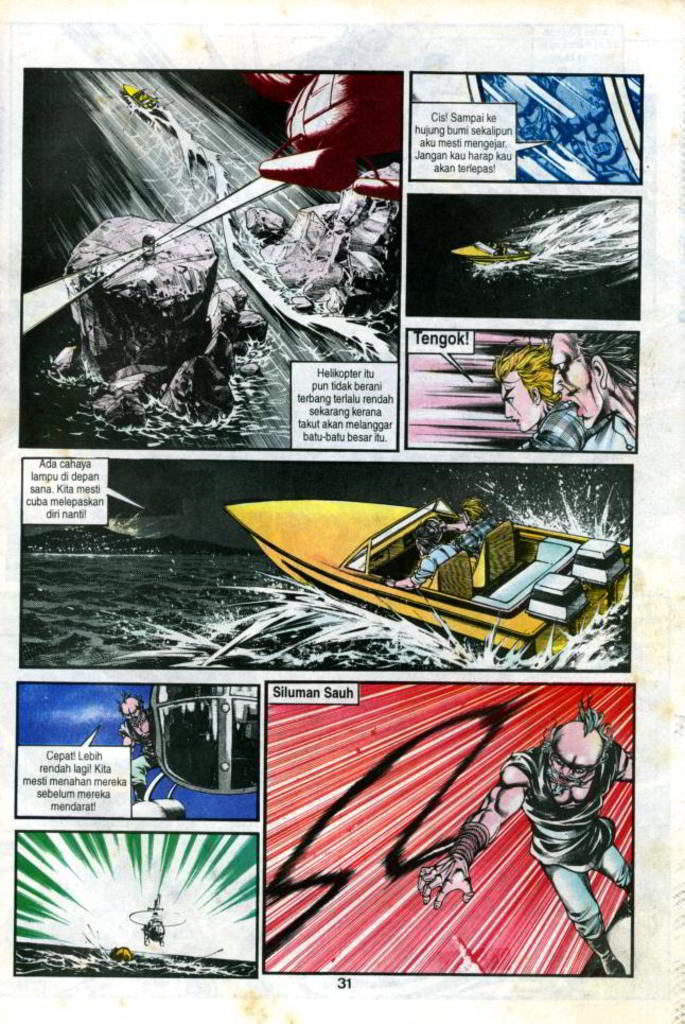 Cis! Sampai ke
hujung bumi sekalipun
aku mesti mengejar.
Jangan kau harap kau
akan terlepas!
Helikopter itu
pun tidak berani
terbang terlalu rendah
sekarang kerana
takut akan melanggar
batu-batu besar itu.
Tengok!
Ada cahaya
lampu di depan
sana. Kita mesti
cuba melepaskan
diri nanti!
Cepat! Lebih
rendah lagi! Kita
mesti menahan mereka
sebelum mereka
mendarat!
Siluman Sauh
31